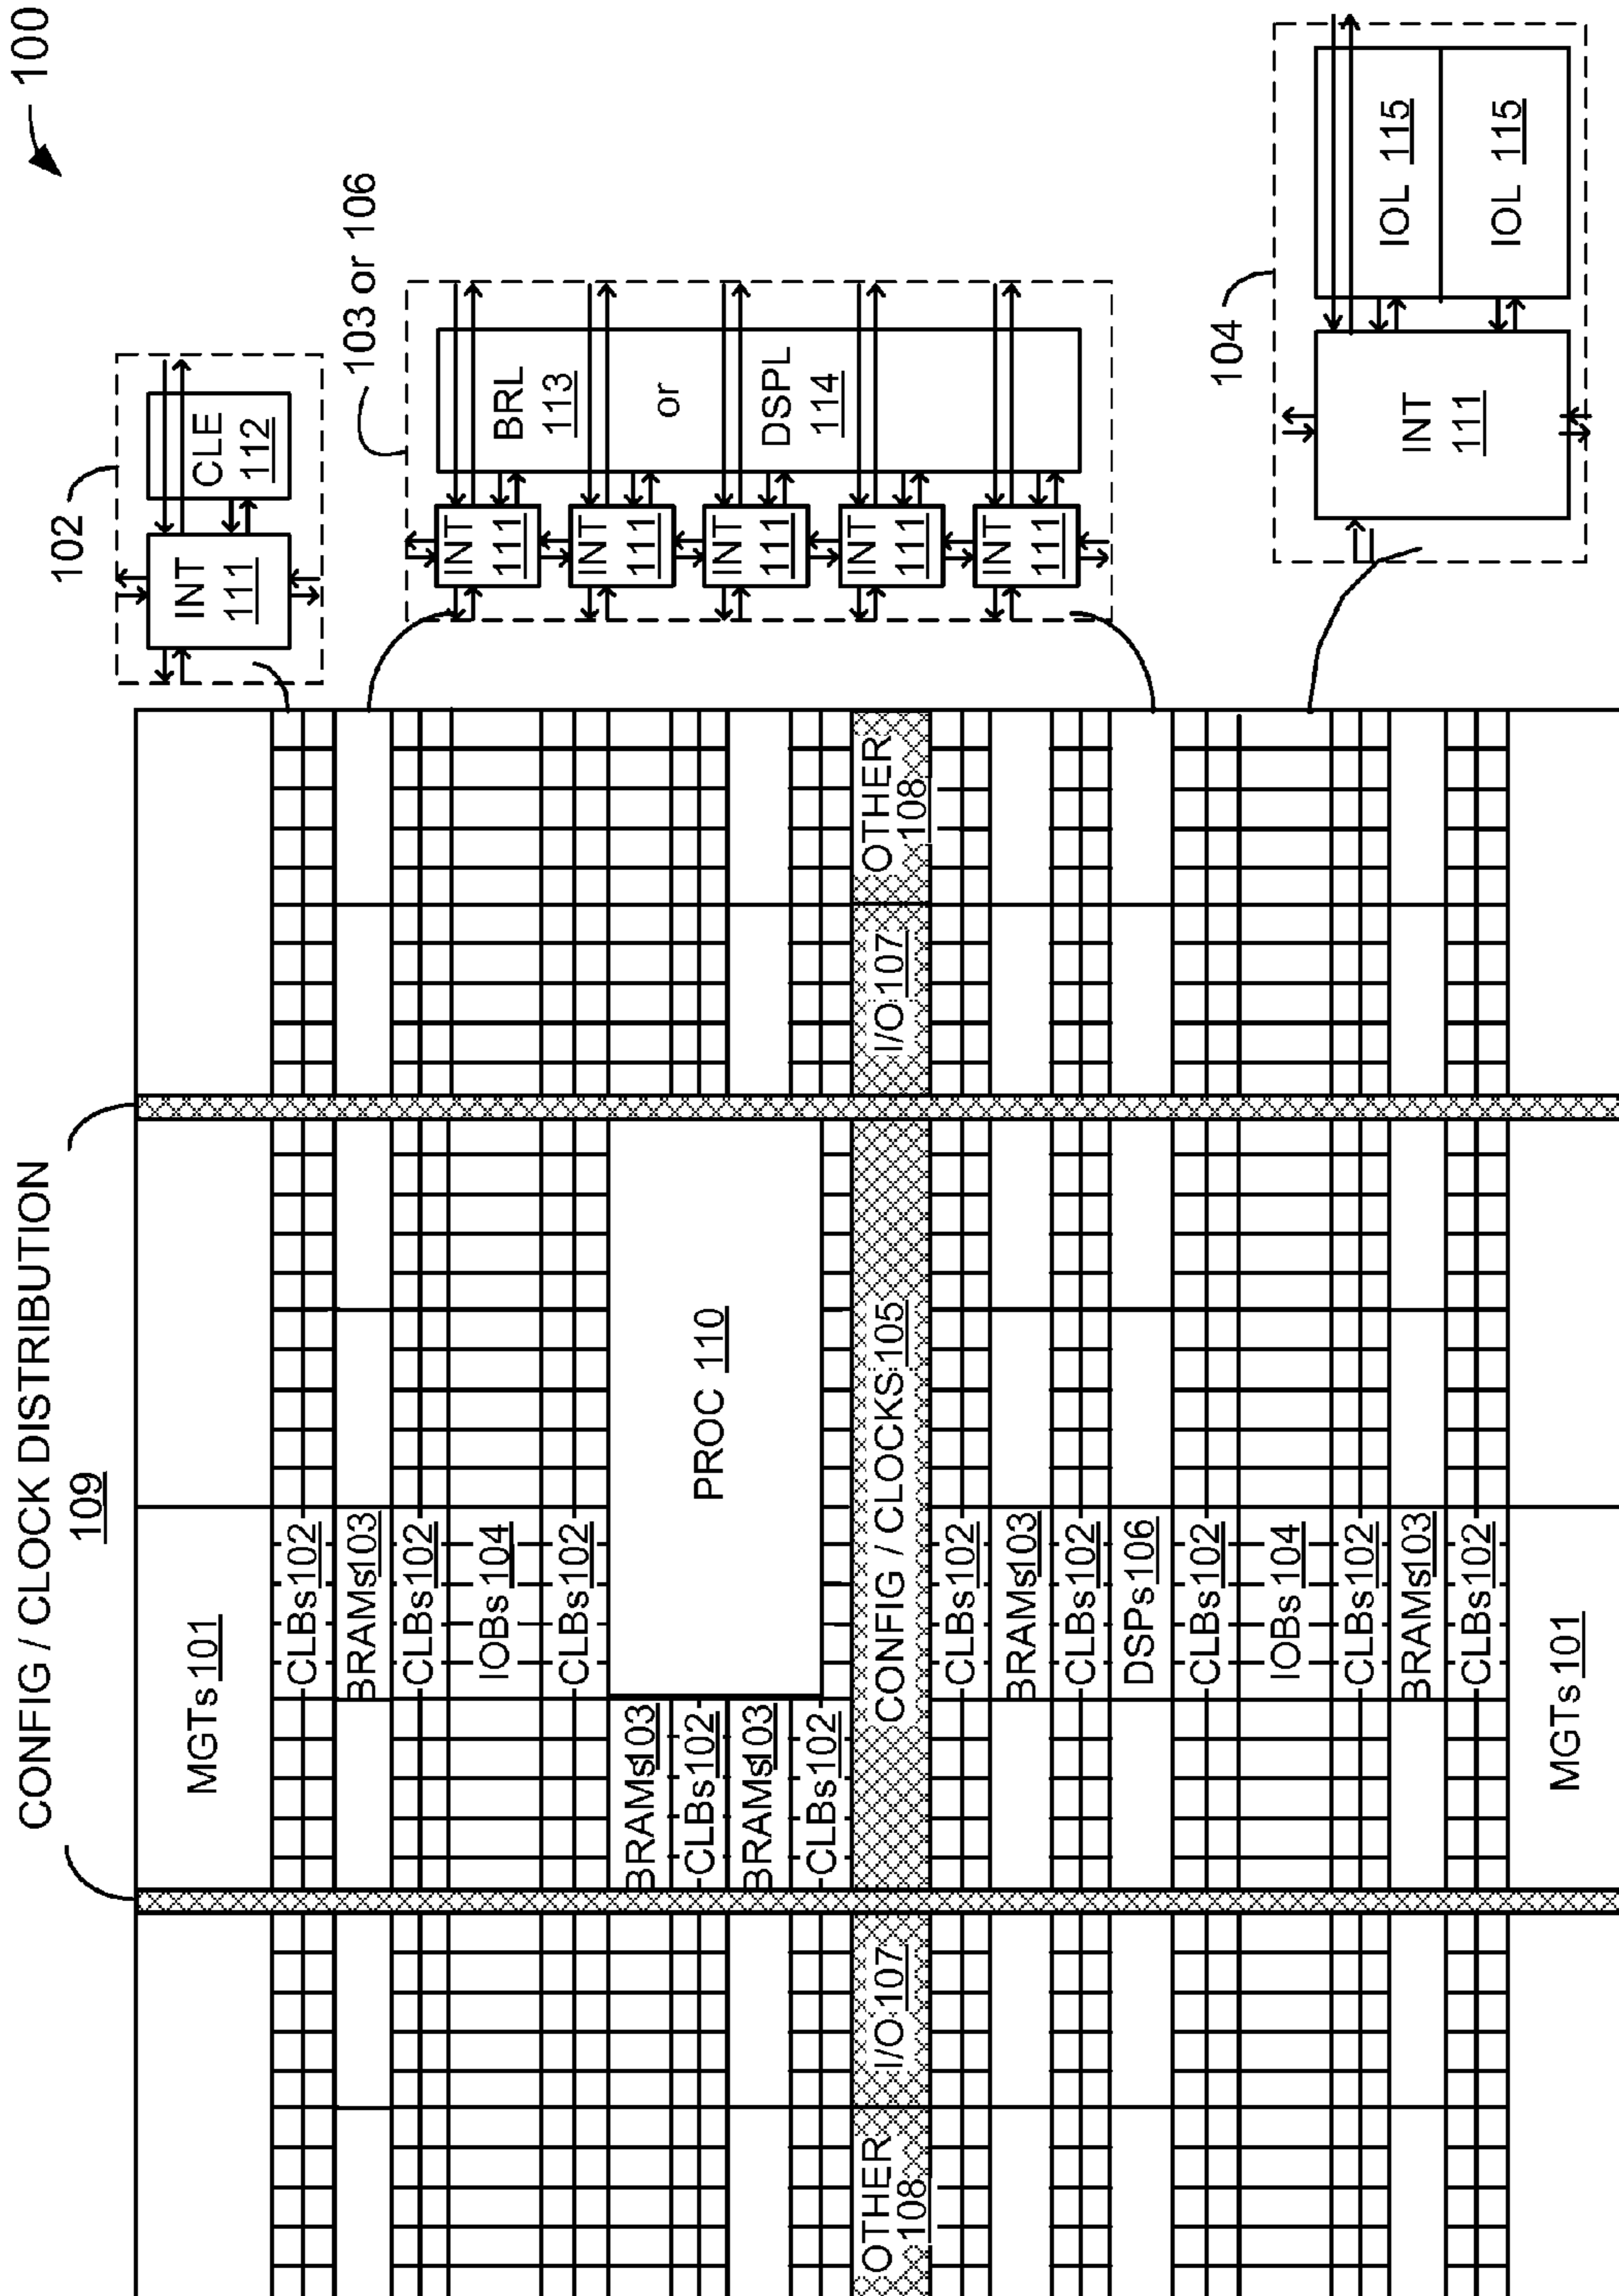 100
102
INT
111
CLE
112
103 or 106
INT
111
INT
111
INT
111
INT
111
INT
111
BRL
113
or
DSPL
114
104
INT
111
IOL 115
IOL 115
CONFIG / CLOCK DISTRIBUTION
109
MGTs 101
CLBs 102
BRAMs 103
CLBs 102
IOBs 104
CLBs 102
BRAMs 103
CLBs 102
BRAMs 103
CLBs 102
PROC 110
OTHER
108
I/O 107
CONFIG / CLOCKS 105
I/O 107
OTHER
108
CLBs 102
BRAMs 103
CLBs 102
DSPs 106
CLBs 102
IOBs 104
CLBs 102
BRAMs 103
CLBs 102
MGTs 101